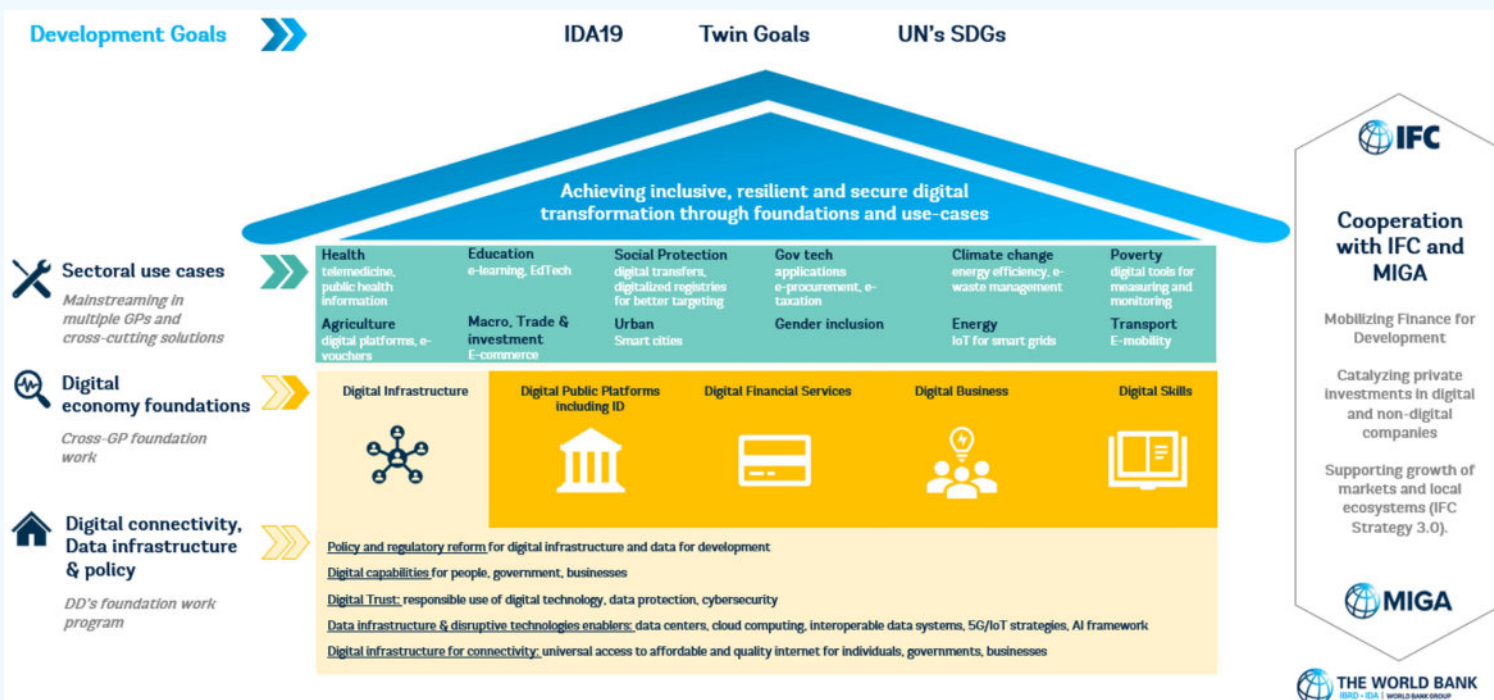 Development Goals
IDA19
Twin Goals
UN's SDGs
Achieving inclusive, resilient and secure digital
transformation through foundations and use-cases
Sectoral use cases
Mainstreaming in
multiple GPs and
cross-cutting solutions
Health
telemedicine,
public health
information
Education
e-learning, EdTech
Social Protection
digital transfers,
digitalized registries
for better targeting
Gov tech
applications
e-procurement, e-
taxation
Climate change
energy efficiency, e-
waste management
Poverty
digital tools for
measuring and
monitoring
Agriculture
digital platforms, e-
vouchers
Macro, Trade &
investment
E-commerce
Urban
Smart cities
Gender inclusion
Energy
IoT for smart grids
Transport
E-mobility
Digital
economy foundations
Cross-GP foundation
work
Digital Infrastructure
Digital Public Platforms
including ID
Digital Financial Services
Digital Business
Digital Skills
Digital connectivity,
Data infrastructure
& policy
DD's foundation work
program
Policy and regulatory reform for digital infrastructure and data for development
Digital capabilities for people, government, businesses
Digital Trust: responsible use of digital technology, data protection, cybersecurity
Data infrastructure & disruptive technologies enablers: data centers, cloud computing, interoperable data systems, 5G/IoT strategies, AI framework
Digital infrastructure for connectivity: universal access to affordable and quality internet for individuals, governments, businesses
IFC
Cooperation
with IFC and
MIGA
Mobilizing Finance for
Development
Catalyzing private
investments in digital
and non-digital
companies
Supporting growth of
markets and local
ecosystems (IFC
Strategy 3.0).
MIGA
THE WORLD BANK
IBRD • IDA | WORLD BANK GROUP